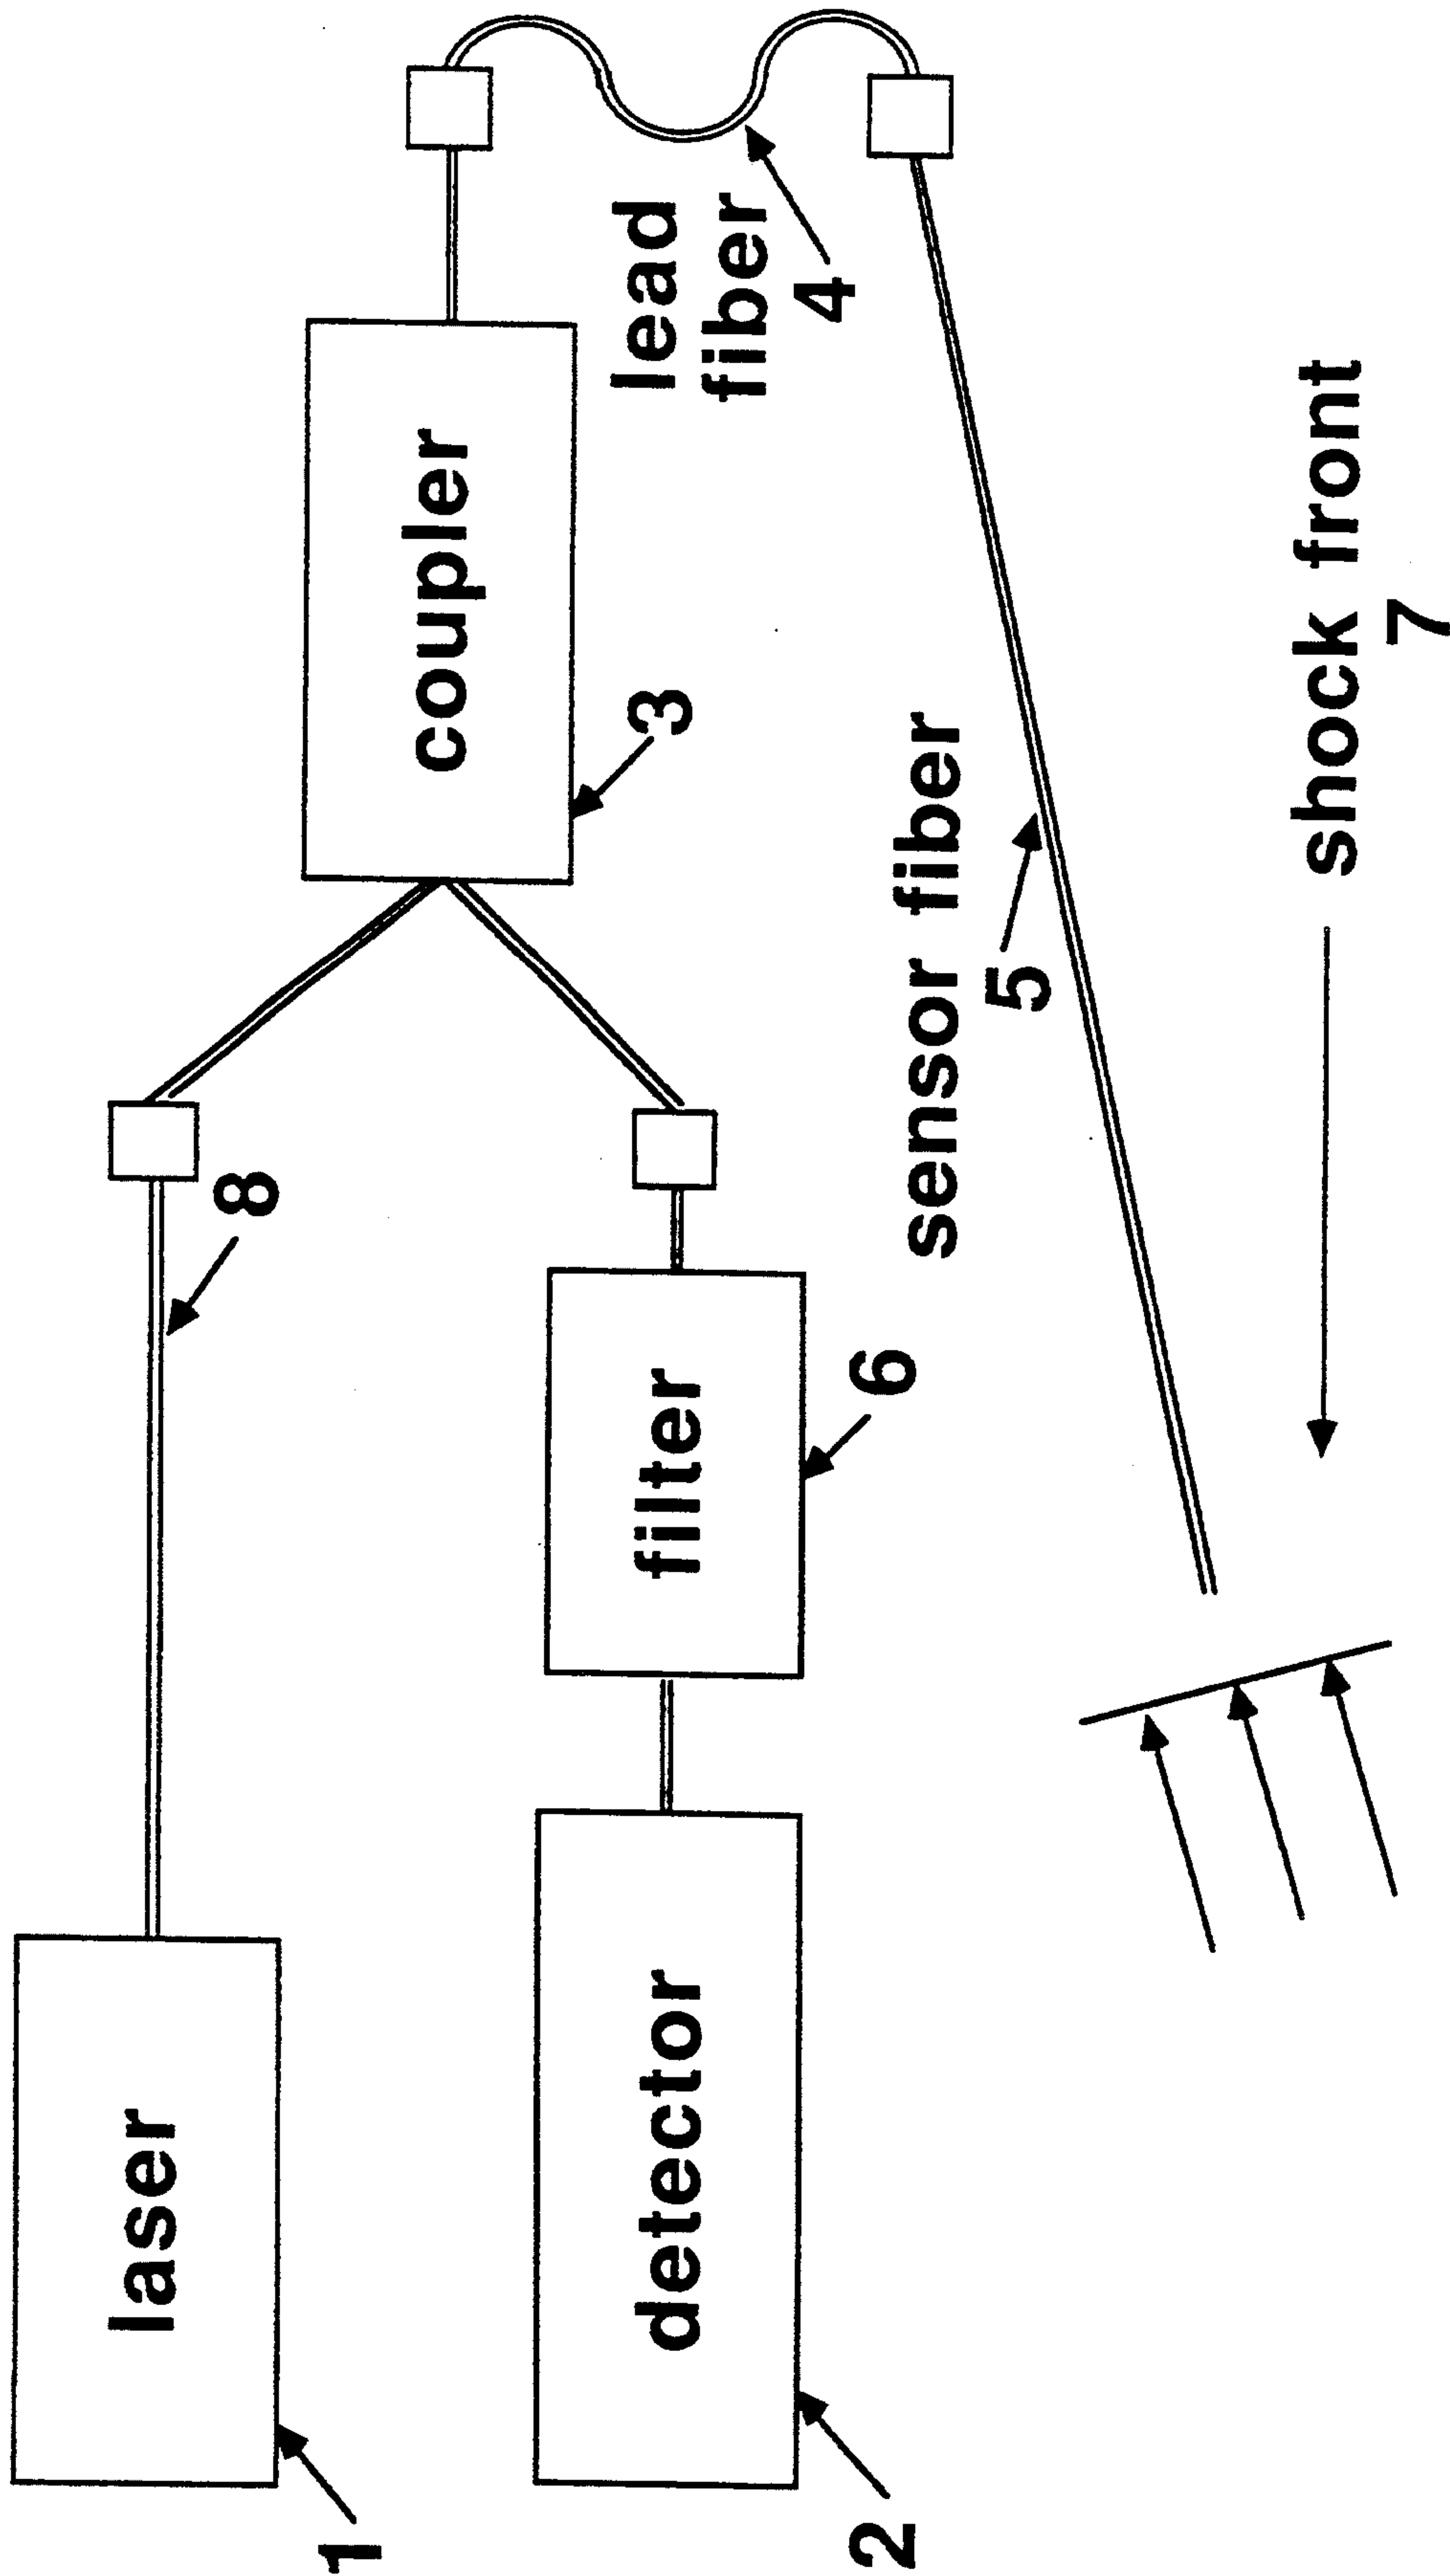 laser
1
8
coupler
3
lead
fiber
4
detector
2
filter
6
sensor fiber
5
shock front
7